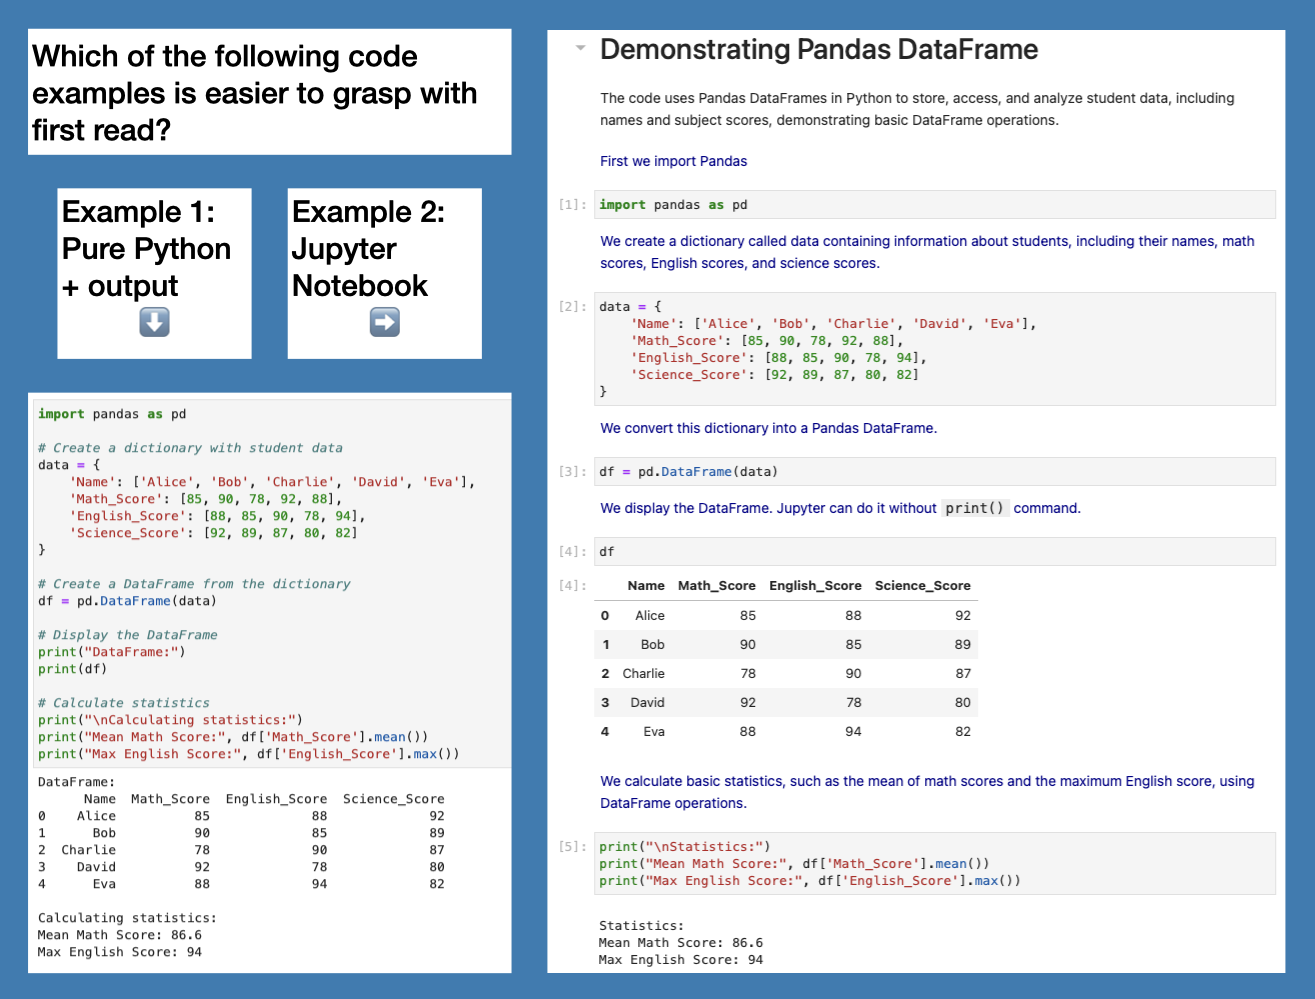 Which of the following code
examples is easier to grasp with
first read?
Example 1:
Pure Python
+ output
Example 2:
Jupyter
Notebook
import pandas as pd
# Create a dictionary with student data
data = {
    'Name': ['Alice', 'Bob', 'Charlie', 'David', 'Eva'],
    'Math_Score': [85, 90, 78, 92, 88],
    'English_Score': [88, 85, 90, 78, 94],
    'Science_Score': [92, 89, 87, 80, 82]
}
# Create a DataFrame from the dictionary
df = pd.DataFrame(data)
# Display the DataFrame
print("DataFrame:")
print(df)
# Calculate statistics
print("\nCalculating statistics:")
print("Mean Math Score:", df['Math_Score'].mean())
print("Max English Score:", df['English_Score'].max())
DataFrame:
Name Math_Score English_Score Science_Score
0 Alice 85 88 92
1 Bob 90 85 89
2 Charlie 78 90 87
3 David 92 78 80
4 Eva 88 94 82
Calculating statistics:
Mean Math Score: 86.6
Max English Score: 94
Demonstrating Pandas DataFrame
The code uses Pandas DataFrames in Python to store, access, and analyze student data, including
names and subject scores, demonstrating basic DataFrame operations.
First we import Pandas
[1]: import pandas as pd
We create a dictionary called data containing information about students, including their names, math
scores, English scores, and science scores.
[2]: data = {
    'Name': ['Alice', 'Bob', 'Charlie', 'David', 'Eva'],
    'Math_Score': [85, 90, 78, 92, 88],
    'English_Score': [88, 85, 90, 78, 94],
    'Science_Score': [92, 89, 87, 80, 82]
}
We convert this dictionary into a Pandas DataFrame.
[3]: df = pd.DataFrame(data)
We display the DataFrame. Jupyter can do it without print() command.
[4]: df
[4]: Name Math_Score English_Score Science_Score
0 Alice 85 88 92
1 Bob 90 85 89
2 Charlie 78 90 87
3 David 92 78 80
4 Eva 88 94 82
We calculate basic statistics, such as the mean of math scores and the maximum English score, using
DataFrame operations.
[5]: print("\nStatistics:")
print("Mean Math Score:", df['Math_Score'].mean())
print("Max English Score:", df['English_Score'].max())
Statistics:
Mean Math Score: 86.6
Max English Score: 94